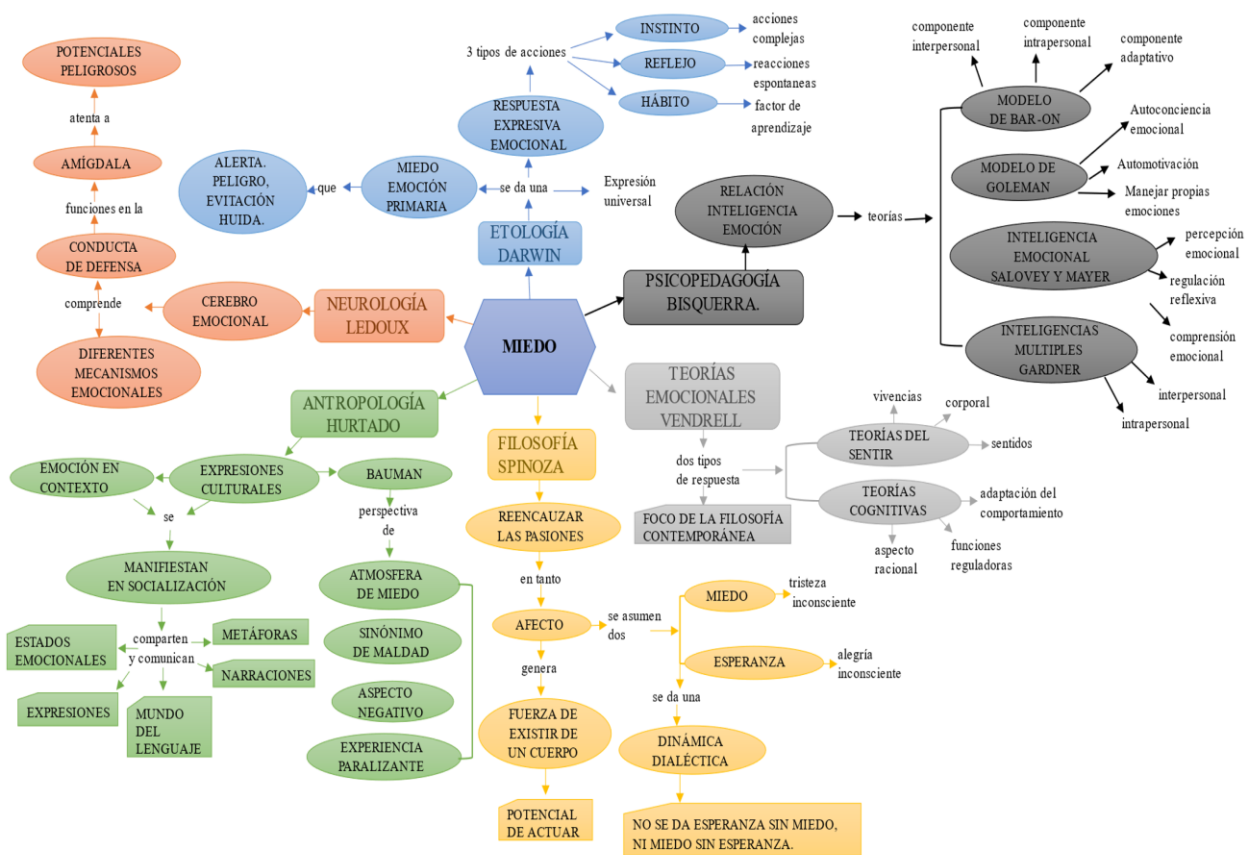 POTENCIALES
PELIGROSOS
atenta a
AMÍGDALA
funciones en la
CONDUCTA
DE DEFENSA
comprende
DIFERENTES
MECANISMOS
EMOCIONALES
CEREBRO
EMOCIONAL
NEUROLOGÍA
LEDOUX
3 tipos de acciones
INSTINTO
acciones
complejas
REFLEJO
reacciones
espontaneas
HÁBITO
factor de
aprendizaje
RESPUESTA
EXPRESIVA
EMOCIONAL
ALERTA.
PELIGRO,
EVITACIÓN
HUIDA.
que
MIEDO
EMOCIÓN
PRIMARIA
se da una
Expresión
universal
ETOLOGÍA
DARWIN
MIEDO
RELACIÓN
INTELIGENCIA
EMOCIÓN
teorías
PSICOPEDAGOGÍA
BISQUERRA.
componente
interpersonal
componente
intrapersonal
componente
adaptativo
MODELO
DE BAR-ON
Autoconciencia
emocional
MODELO DE
GOLEMAN
Automotivación
Manejar propias
emociones
INTELIGENCIA
EMOCIONAL
SALOVEY Y MAYER
percepción
emocional
regulación
reflexiva
comprensión
emocional
INTELIGENCIAS
MULTIPLES
GARDNER
interpersonal
intrapersonal
TEORÍAS
EMOCIONALES
VENDRELL
dos tipos
de respuesta
FOCO DE LA FILOSOFÍA
CONTEMPORÁNEA
vivencias
corporal
TEORÍAS DEL
SENTIR
sentidos
TEORÍAS
COGNITIVAS
adaptación del
comportamiento
aspecto
racional
funciones
reguladoras
ANTROPOLOGÍA
HURTADO
EMOCIÓN EN
CONTEXTO
EXPRESIONES
CULTURALES
BAUMAN
se
perspectiva
de
MANIFIESTAN
EN SOCIALIZACIÓN
ATMOSFERA
DE MIEDO
SINÓNIMO
DE MALDAD
ASPECTO
NEGATIVO
EXPERIENCIA
PARALIZANTE
ESTADOS
EMOCIONALES
comparten
y comunican
METÁFORAS
NARRACIONES
EXPRESIONES
MUNDO
DEL
LENGUAJE
FILOSOFÍA
SPINOZA
REENCAUZAR
LAS PASIONES
en tanto
AFECTO
se asumen
dos
MIEDO
tristeza
inconsciente
ESPERANZA
alegría
inconsciente
genera
FUERZA DE
EXISTIR DE
UN CUERPO
POTENCIAL
DE ACTUAR
se da una
DINÁMICA
DIALÉCTICA
NO SE DA ESPERANZA SIN MIEDO,
NI MIEDO SIN ESPERANZA.